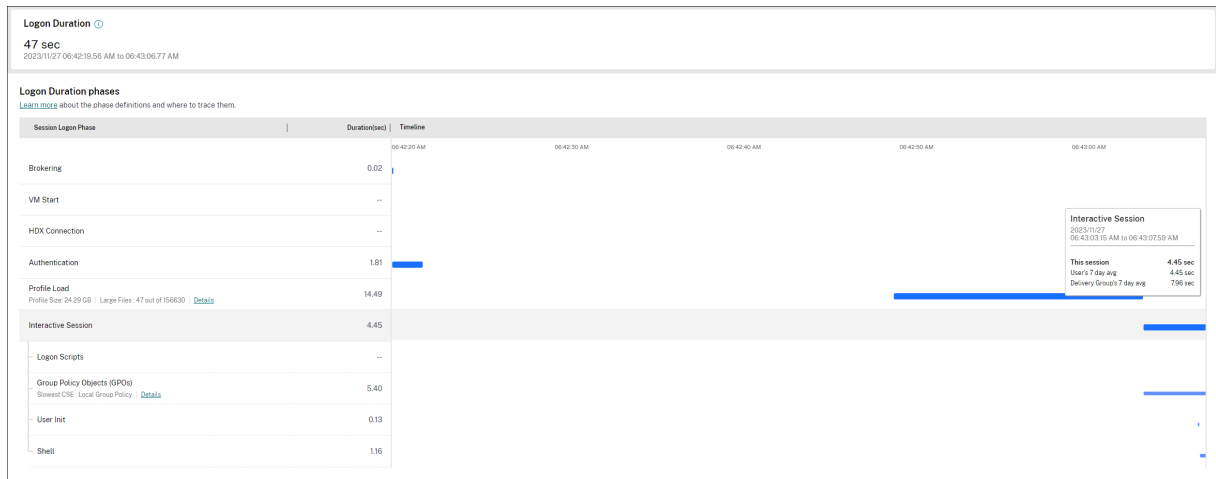 Logon Duration
47 sec
2023/11/27 06:42:19.56 AM to 06:43:06.77 AM
Logon Duration phases
Learn more about the phase definitions and where to trace them.
Session Logon Phase | Duration(sec) | Timeline
06:42:20 AM 06:42:30 AM 06:42:40 AM 06:42:50 AM 06:43:00 AM
Brokering 0.02
VM Start --
HDX Connection --
Authentication 1.81
Profile Load 14.49
Profile Size: 24.29 GB | Large Files : 47 out of 156630 | Details
Interactive Session 4.45
Logon Scripts --
Group Policy Objects (GPOs) 5.40
Slowest CSE : Local Group Policy | Details
User Init 0.13
Shell 1.16
Interactive Session
2023/11/27
06:43:03.15 AM to 06:43:07.59 AM
This session 4.45 sec
User's 7 day avg 4.45 sec
Delivery Group's 7 day avg 7.96 sec